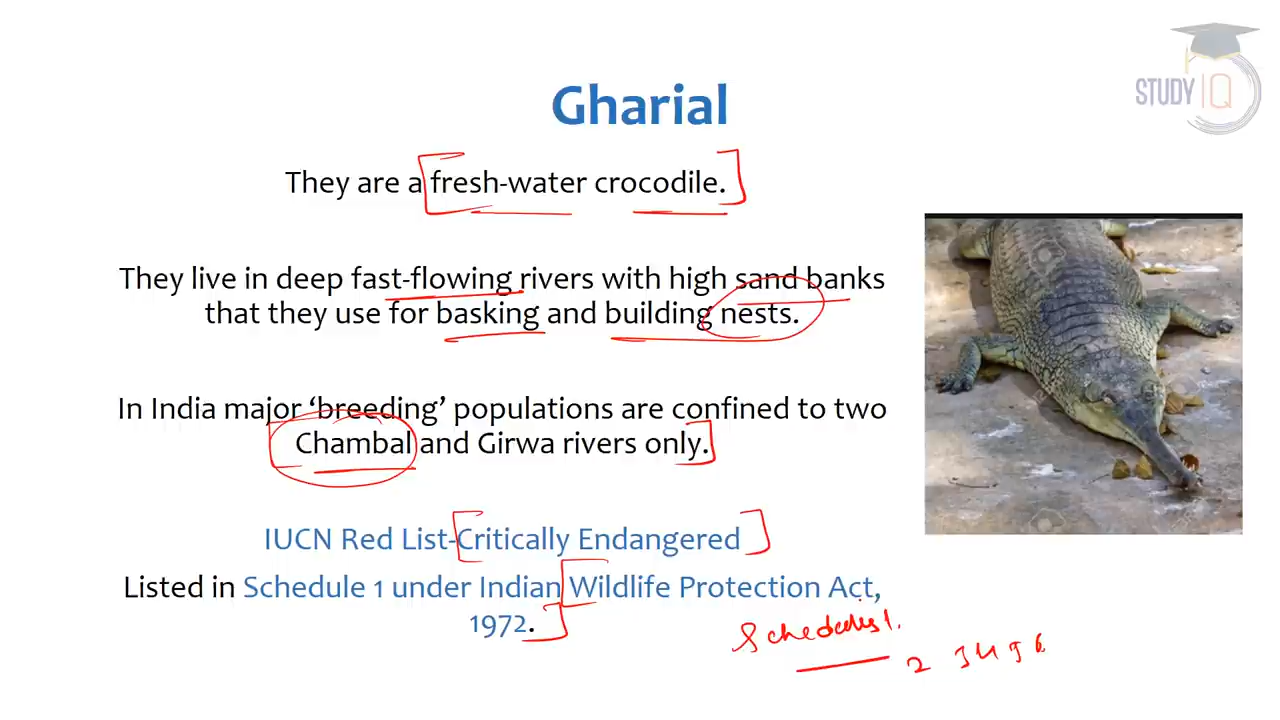 STUDY IQ
Gharial
They are a fresh-water crocodile.
They live in deep fast-flowing rivers with high sand banks
that they use for basking and building nests.
In India major ‘breeding’ populations are confined to two
Chambal and Girwa rivers only.
IUCN Red List-Critically Endangered
Listed in Schedule 1 under Indian Wildlife Protection Act,
1972.
2 3 4 5 6